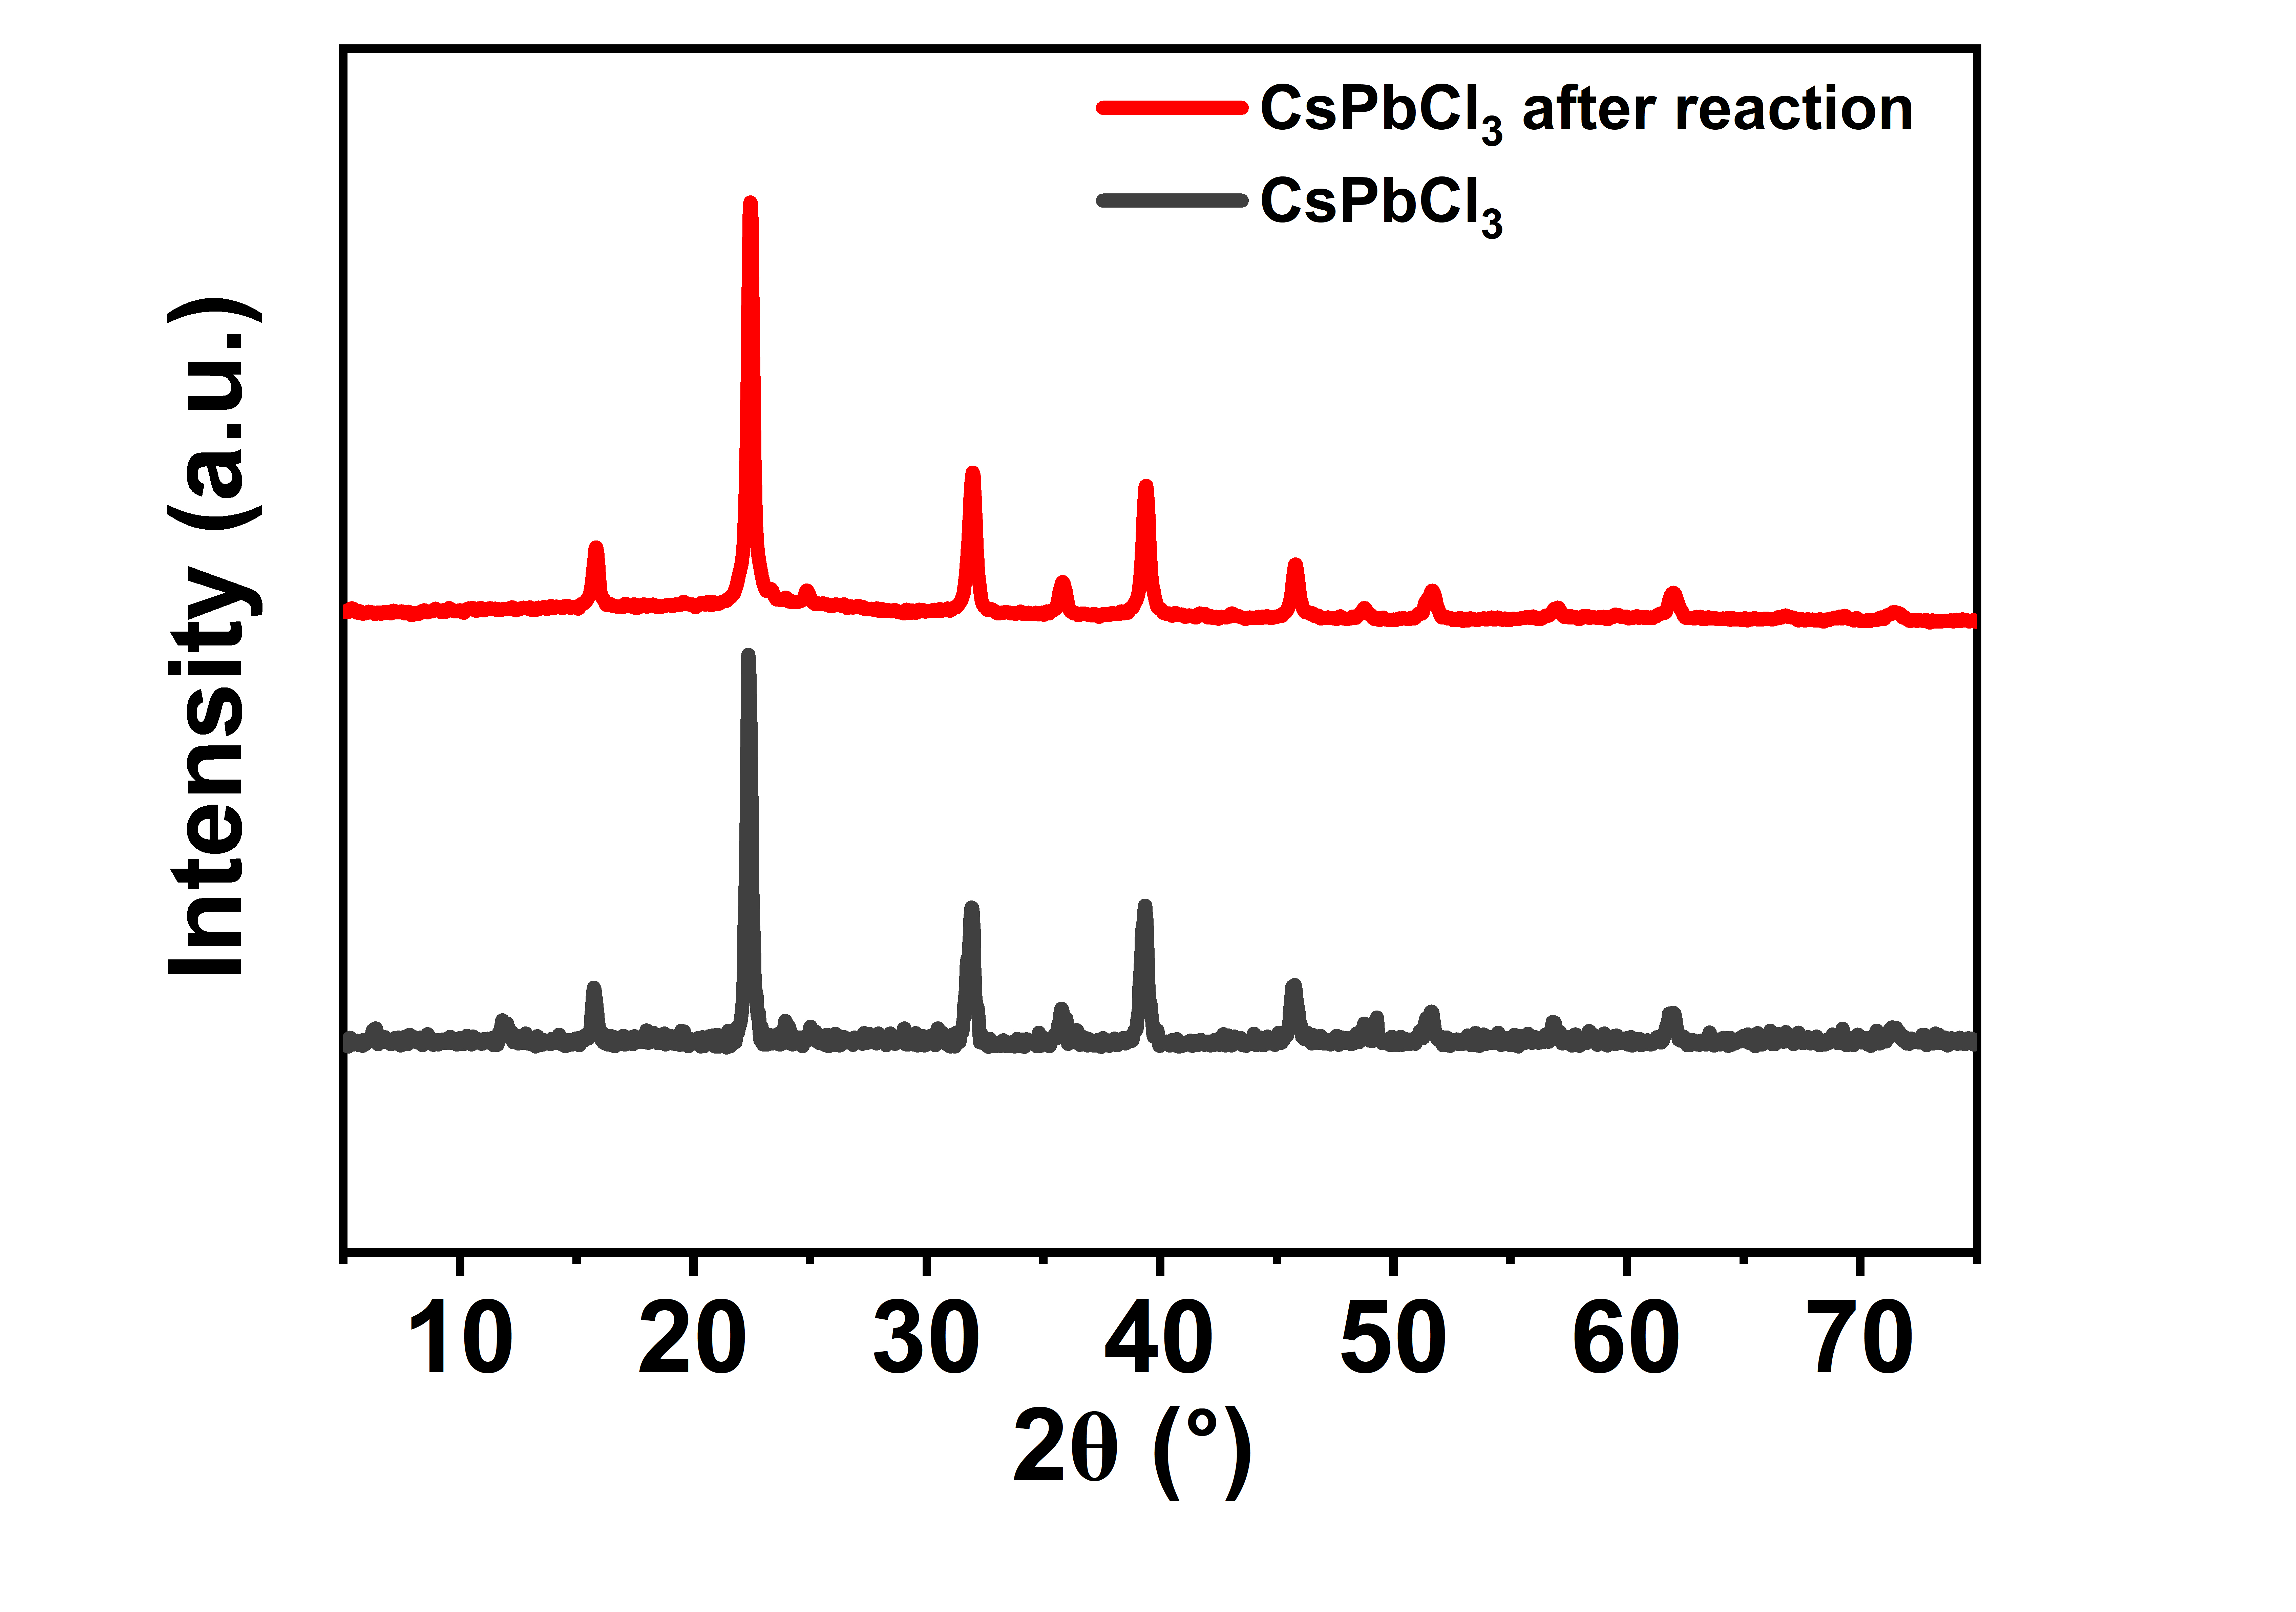 CsPbCl₃ after reaction
CsPbCl₃
Intensity (a.u.)
10 20 30 40 50 60 70
2θ (°)